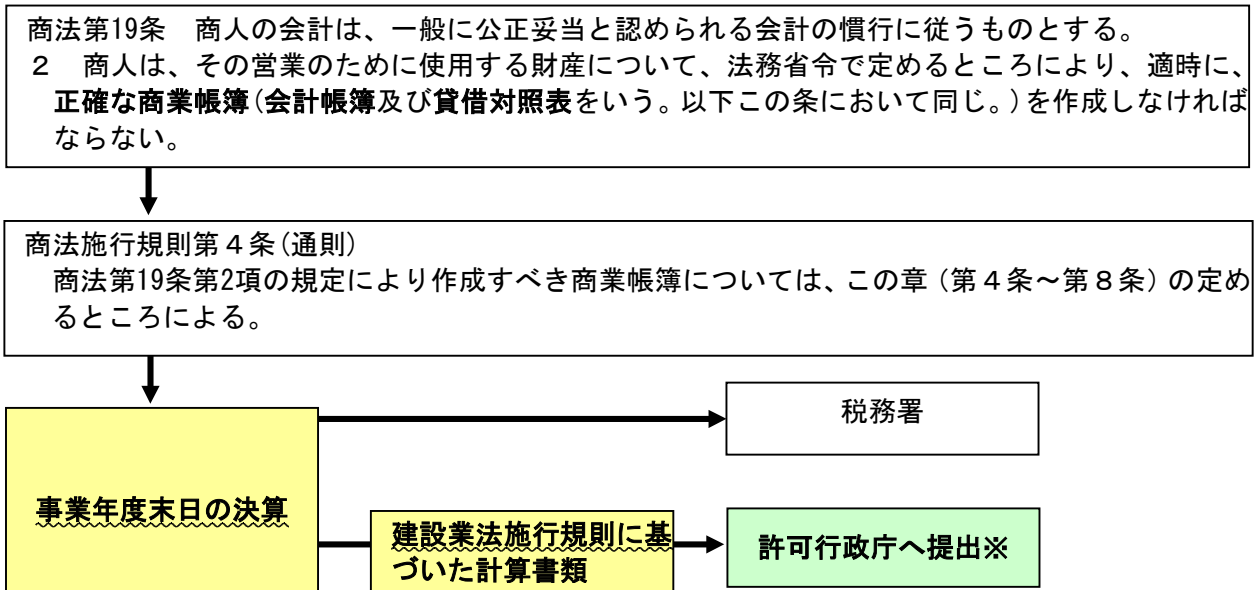 商法第19条　商人の会計は、一般に公正妥当と認められる会計の慣行に従うものとする。
２　商人は、その営業のために使用する財産について、法務省令で定めるところにより、適時に、
正確な商業帳簿（会計帳簿及び貸借対照表をいう。以下この条において同じ。）を作成しなければ
ならない。
商法施行規則第４条（通則）
商法第19条第2項の規定により作成すべき商業帳簿については、この章（第４条～第８条）の定め
るところによる。
税務署
事業年度末日の決算
建設業法施行規則に基
づいた計算書類
許可行政庁へ提出※